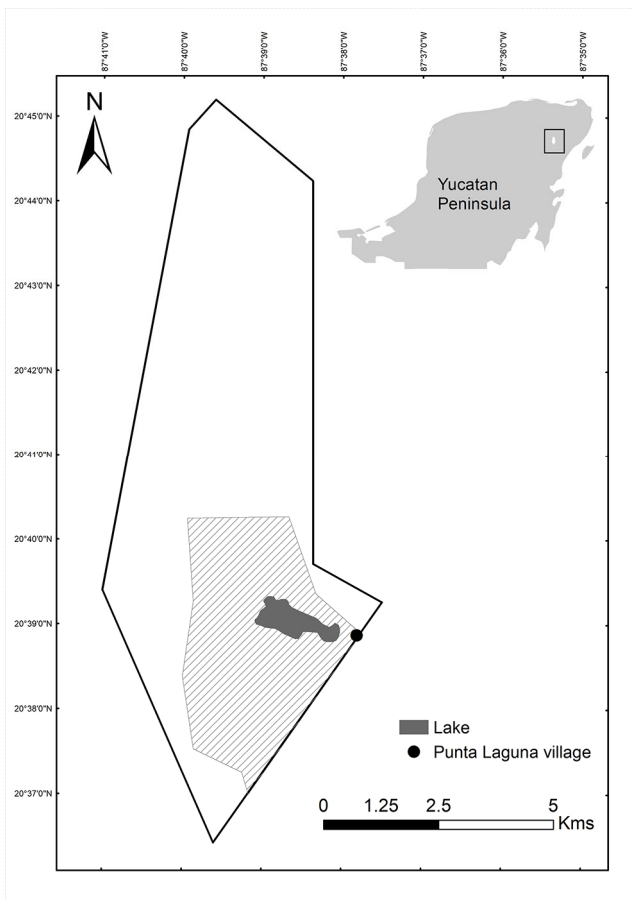 87°41'0"W
87°40'0"W
87°39'0"W
87°38'0"W
87°37'0"W
87°36'0"W
87°35'0"W
N
20°45'0"N
20°44'0"N
20°43'0"N
20°42'0"N
20°41'0"N
20°40'0"N
20°39'0"N
20°38'0"N
20°37'0"N
Yucatan
Peninsula
Lake
Punta Laguna village
0 1.25 2.5 5
Kms